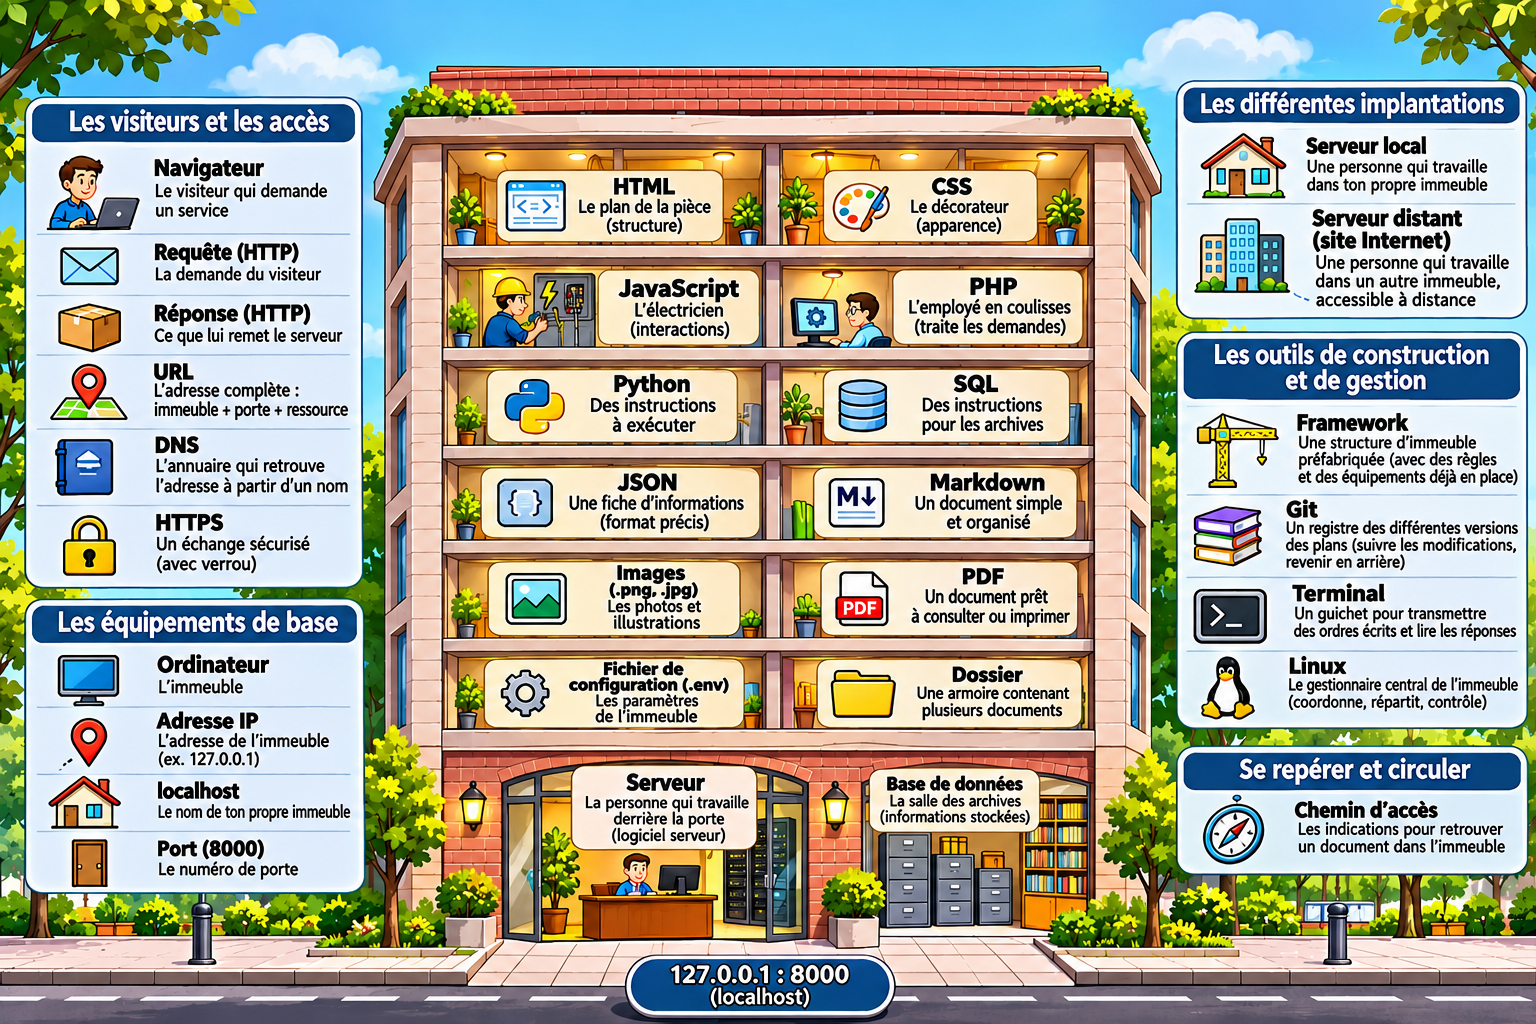 Les visiteurs et les accès
Navigateur
Le visiteur qui demande
un service
Requête (HTTP)
La demande du visiteur
Réponse (HTTP)
Ce que lui remet le serveur
URL
L'adresse complète :
immeuble + porte + ressource
DNS
L'annuaire qui retrouve
l'adresse à partir d'un nom
HTTPS
Un échange sécurisé
(avec verrou)
Les équipements de base
Ordinateur
L'immeuble
Adresse IP
L'adresse de l'immeuble
(ex. 127.0.0.1)
localhost
Le nom de ton propre immeuble
Port (8000)
Le numéro de porte
HTML
Le plan de la pièce
(structure)
<=>
CSS
Le décorateur
(apparence)
JavaScript
L'électricien
(interactions)
PHP
L'employé en coulisses
(traite les demandes)
Python
Des instructions
à exécuter
SQL
Des instructions
pour les archives
{}
JSON
Une fiche d'informations
(format précis)
M↓
Markdown
Un document simple
et organisé
Images
(.png, .jpg)
Les photos et
illustrations
PDF
PDF
Un document prêt
à consulter ou imprimer
Fichier de
configuration (.env)
Les paramètres
de l'immeuble
Dossier
Une armoire contenant
plusieurs documents
Serveur
La personne qui travaille
derrière la porte
(logiciel serveur)
Base de données
La salle des archives
(informations stockées)
127.0.0.1 : 8000
(localhost)
Les différentes implantations
Serveur local
Une personne qui travaille
dans ton propre immeuble
Serveur distant
(site Internet)
Une personne qui travaille
dans un autre immeuble,
accessible à distance
Les outils de construction
et de gestion
Framework
Une structure d'immeuble
préfabriquée (avec des règles
et des équipements déjà en place)
Git
Un registre des différentes versions
des plans (suivre les modifications,
revenir en arrière)
>_
Terminal
Un guichet pour transmettre
des ordres écrits et lire les réponses
Linux
Le gestionnaire central de l'immeuble
(coordonne, répartit, contrôle)
Se repérer et circuler
Chemin d'accès
Les indications pour retrouver
un document dans l'immeuble